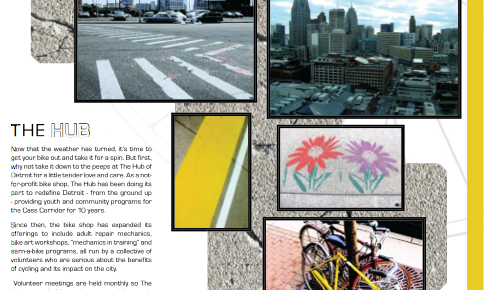 THE HUB
Now that the weather has turned, it's time to
get your bike out and take it for a spin. But first,
why not take it down to the peeps at The Hub of
Detroit for a little tender love and care. As a not-
for-profit bike shop, The Hub has been doing its
part to redefine Detroit - from the ground up
- providing youth and community programs for
the Cass Corridor for 10 years.
Since then, the bike shop has expanded its
offerings to include adult repair mechanics,
bike art workshops, "mechanics in training" and
earn-a-bike programs, all run by a collective of
volunteers who are serious about the benefits
of cycling and its impact on the city.
Volunteer meetings are held monthly so The